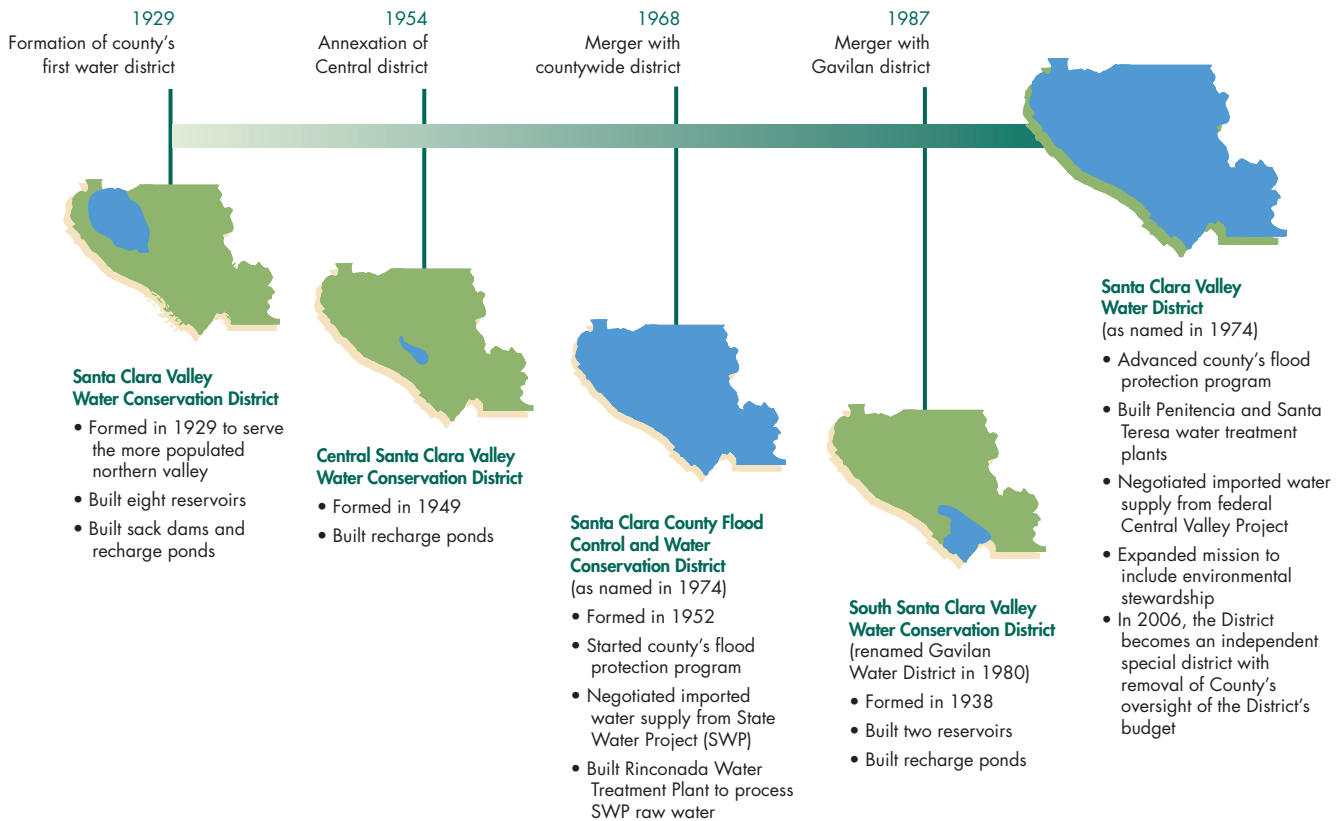 1929
Formation of county's
first water district
1954
Annexation of
Central district
1968
Merger with
countywide district
1987
Merger with
Gavilan district
Santa Clara Valley
Water Conservation District
• Formed in 1929 to serve
the more populated
northern valley
• Built eight reservoirs
• Built sack dams and
recharge ponds
Central Santa Clara Valley
Water Conservation District
• Formed in 1949
• Built recharge ponds
Santa Clara County Flood
Control and Water
Conservation District
(as named in 1974)
• Formed in 1952
• Started county's flood
protection program
• Negotiated imported
water supply from State
Water Project (SWP)
• Built Rinconada Water
Treatment Plant to process
SWP raw water
South Santa Clara Valley
Water Conservation District
(renamed Gavilan
Water District in 1980)
• Formed in 1938
• Built two reservoirs
• Built recharge ponds
Santa Clara Valley
Water District
(as named in 1974)
• Advanced county's flood
protection program
• Built Penitencia and Santa
Teresa water treatment
plants
• Negotiated imported water
supply from federal
Central Valley Project
• Expanded mission to
include environmental
stewardship
• In 2006, the District
becomes an independent
special district with
removal of County's
oversight of the District's
budget